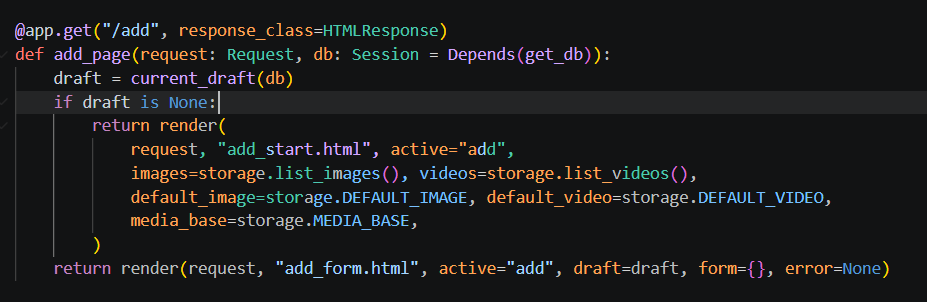 @app.get("/add", response_class=HTMLResponse)
def add_page(request: Request, db: Session = Depends(get_db)):
    draft = current_draft(db)
    if draft is None:
        return render(
            request, "add_start.html", active="add",
            images=storage.list_images(), videos=storage.list_videos(),
            default_image=storage.DEFAULT_IMAGE, default_video=storage.DEFAULT_VIDEO,
            media_base=storage.MEDIA_BASE,
        )
    return render(request, "add_form.html", active="add", draft=draft, form={}, error=None)